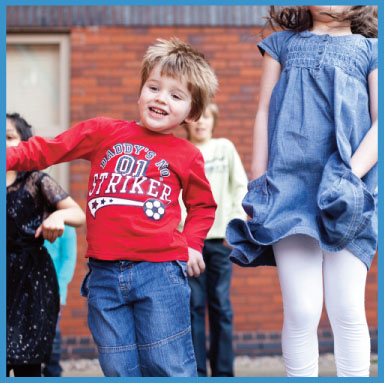 DADDY'S NO
01
STRIKER